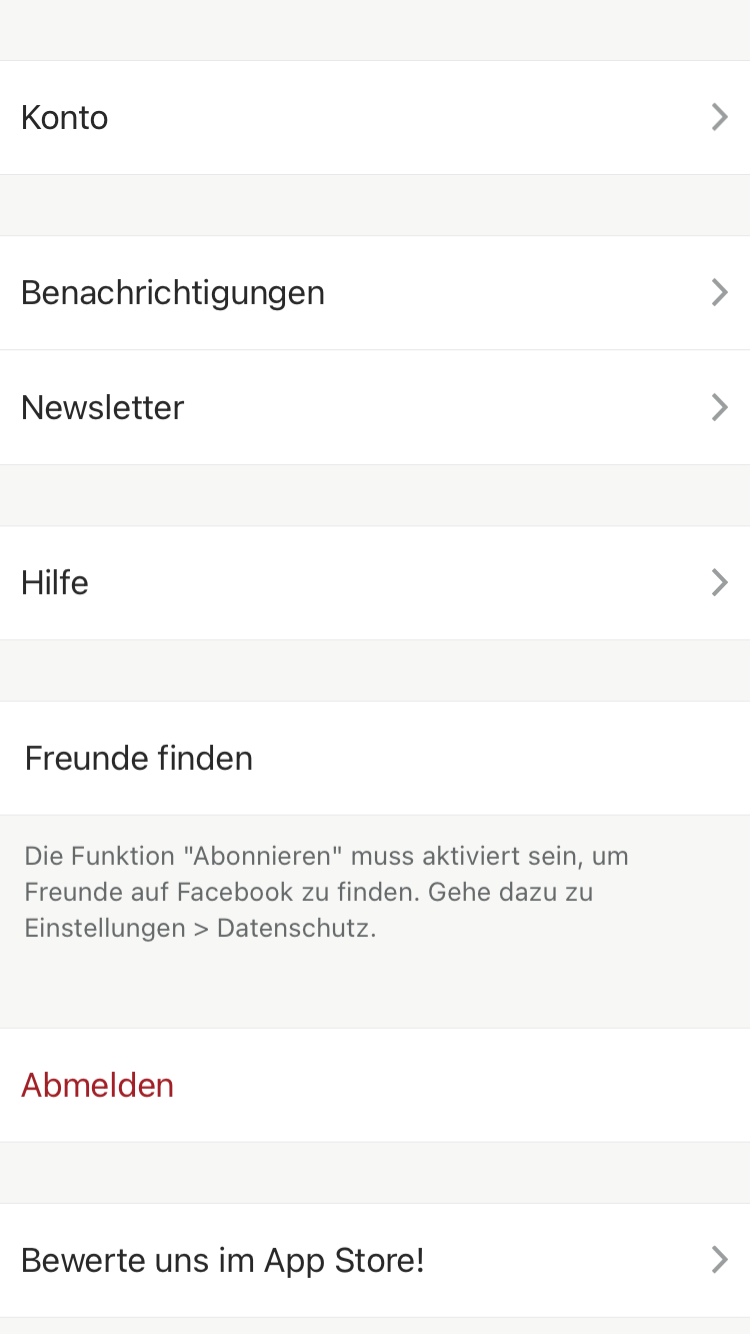 Konto
Benachrichtigungen
Newsletter
Hilfe
Freunde finden
Die Funktion "Abonnieren" muss aktiviert sein, um
Freunde auf Facebook zu finden. Gehe dazu zu
Einstellungen > Datenschutz.
Abmelden
Bewerte uns im App Store!